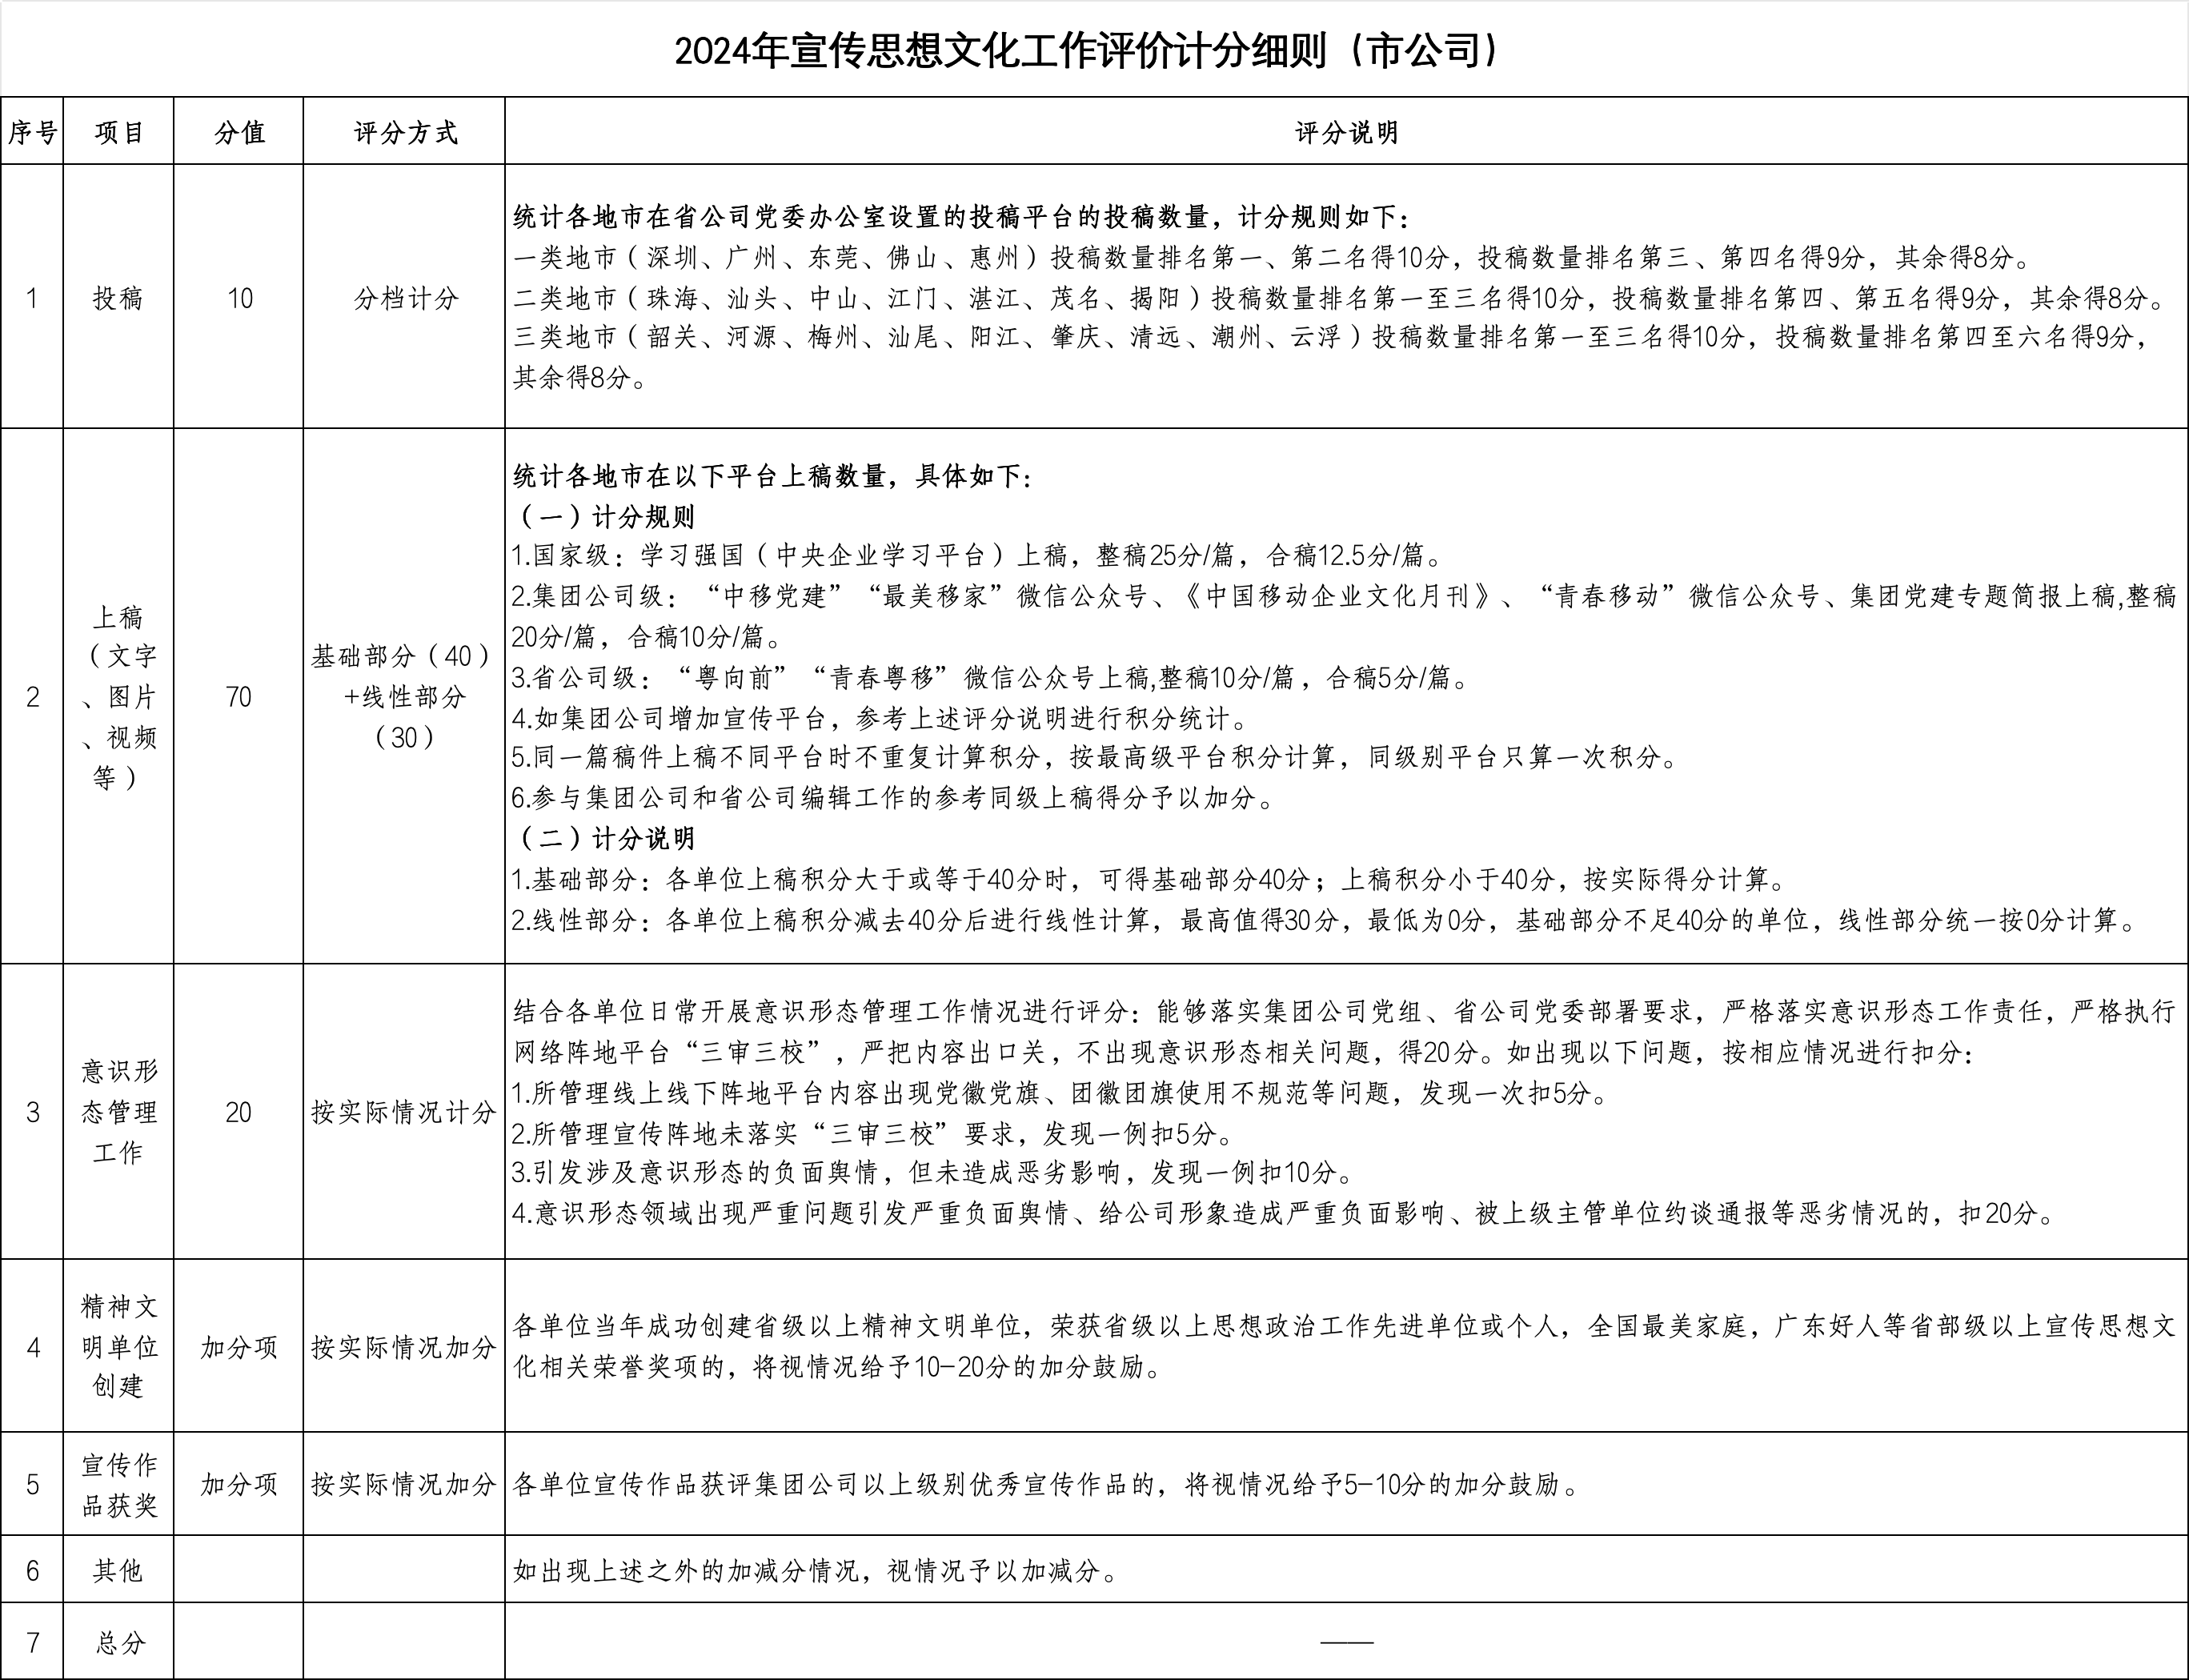 2024年宣传思想文化工作评价计分细则（市公司）
序号 项目 分值 评分方式 评分说明
1 投稿 10 分档计分
统计各地市在省公司党委办公室设置的投稿平台的投稿数量，计分规则如下：
一类地市（深圳、广州、东莞、佛山、惠州）投稿数量排名第一、第二名得10分，投稿数量排名第三、第四名得9分，其余得8分。
二类地市（珠海、汕头、中山、江门、湛江、茂名、揭阳）投稿数量排名第一至三名得10分，投稿数量排名第四、第五名得9分，其余得8分。
三类地市（韶关、河源、梅州、汕尾、阳江、肇庆、清远、潮州、云浮）投稿数量排名第一至三名得10分，投稿数量排名第四至六名得9分，
其余得8分。
2
上稿
（文字
、图片
、视频
等）
70
基础部分（40）
+线性部分
（30）
统计各地市在以下平台上稿数量，具体如下：
（一）计分规则
1.国家级：学习强国（中央企业学习平台）上稿，整稿25分/篇，合稿12.5分/篇。
2.集团公司级：“中移党建”“最美移家”微信公众号、《中国移动企业文化月刊》、“青春移动”微信公众号、集团党建专题简报上稿,整稿
20分/篇，合稿10分/篇。
3.省公司级：“粤向前”“青春粤移”微信公众号上稿,整稿10分/篇，合稿5分/篇。
4.如集团公司增加宣传平台，参考上述评分说明进行积分统计。
5.同一篇稿件上稿不同平台时不重复计算积分，按最高级平台积分计算，同级别平台只算一次积分。
6.参与集团公司和省公司编辑工作的参考同级上稿得分予以加分。
（二）计分说明
1.基础部分：各单位上稿积分大于或等于40分时，可得基础部分40分；上稿积分小于40分，按实际得分计算。
2.线性部分：各单位上稿积分减去40分后进行线性计算，最高值得30分，最低为0分，基础部分不足40分的单位，线性部分统一按0分计算。
3
意识形
态管理
工作
20
按实际情况计分
结合各单位日常开展意识形态管理工作情况进行评分：能够落实集团公司党组、省公司党委部署要求，严格落实意识形态工作责任，严格执行
网络阵地平台“三审三校”，严把内容出口关，不出现意识形态相关问题，得20分。如出现以下问题，按相应情况进行扣分：
1.所管理线上线下阵地平台内容出现党徽党旗、团徽团旗使用不规范等问题，发现一次扣5分。
2.所管理宣传阵地未落实“三审三校”要求，发现一例扣5分。
3.引发涉及意识形态的负面舆情，但未造成恶劣影响，发现一例扣10分。
4.意识形态领域出现严重问题引发严重负面舆情、给公司形象造成严重负面影响、被上级主管单位约谈通报等恶劣情况的，扣20分。
4
精神文
明单位
创建
加分项
按实际情况加分
各单位当年成功创建省级以上精神文明单位，荣获省级以上思想政治工作先进单位或个人，全国最美家庭，广东好人等省部级以上宣传思想文
化相关荣誉奖项的，将视情况给予10-20分的加分鼓励。
5
宣传作
品获奖
加分项
按实际情况加分
各单位宣传作品获评集团公司以上级别优秀宣传作品的，将视情况给予5-10分的加分鼓励。
6 其他 如出现上述之外的加减分情况，视情况予以加减分。
7 总分 ——